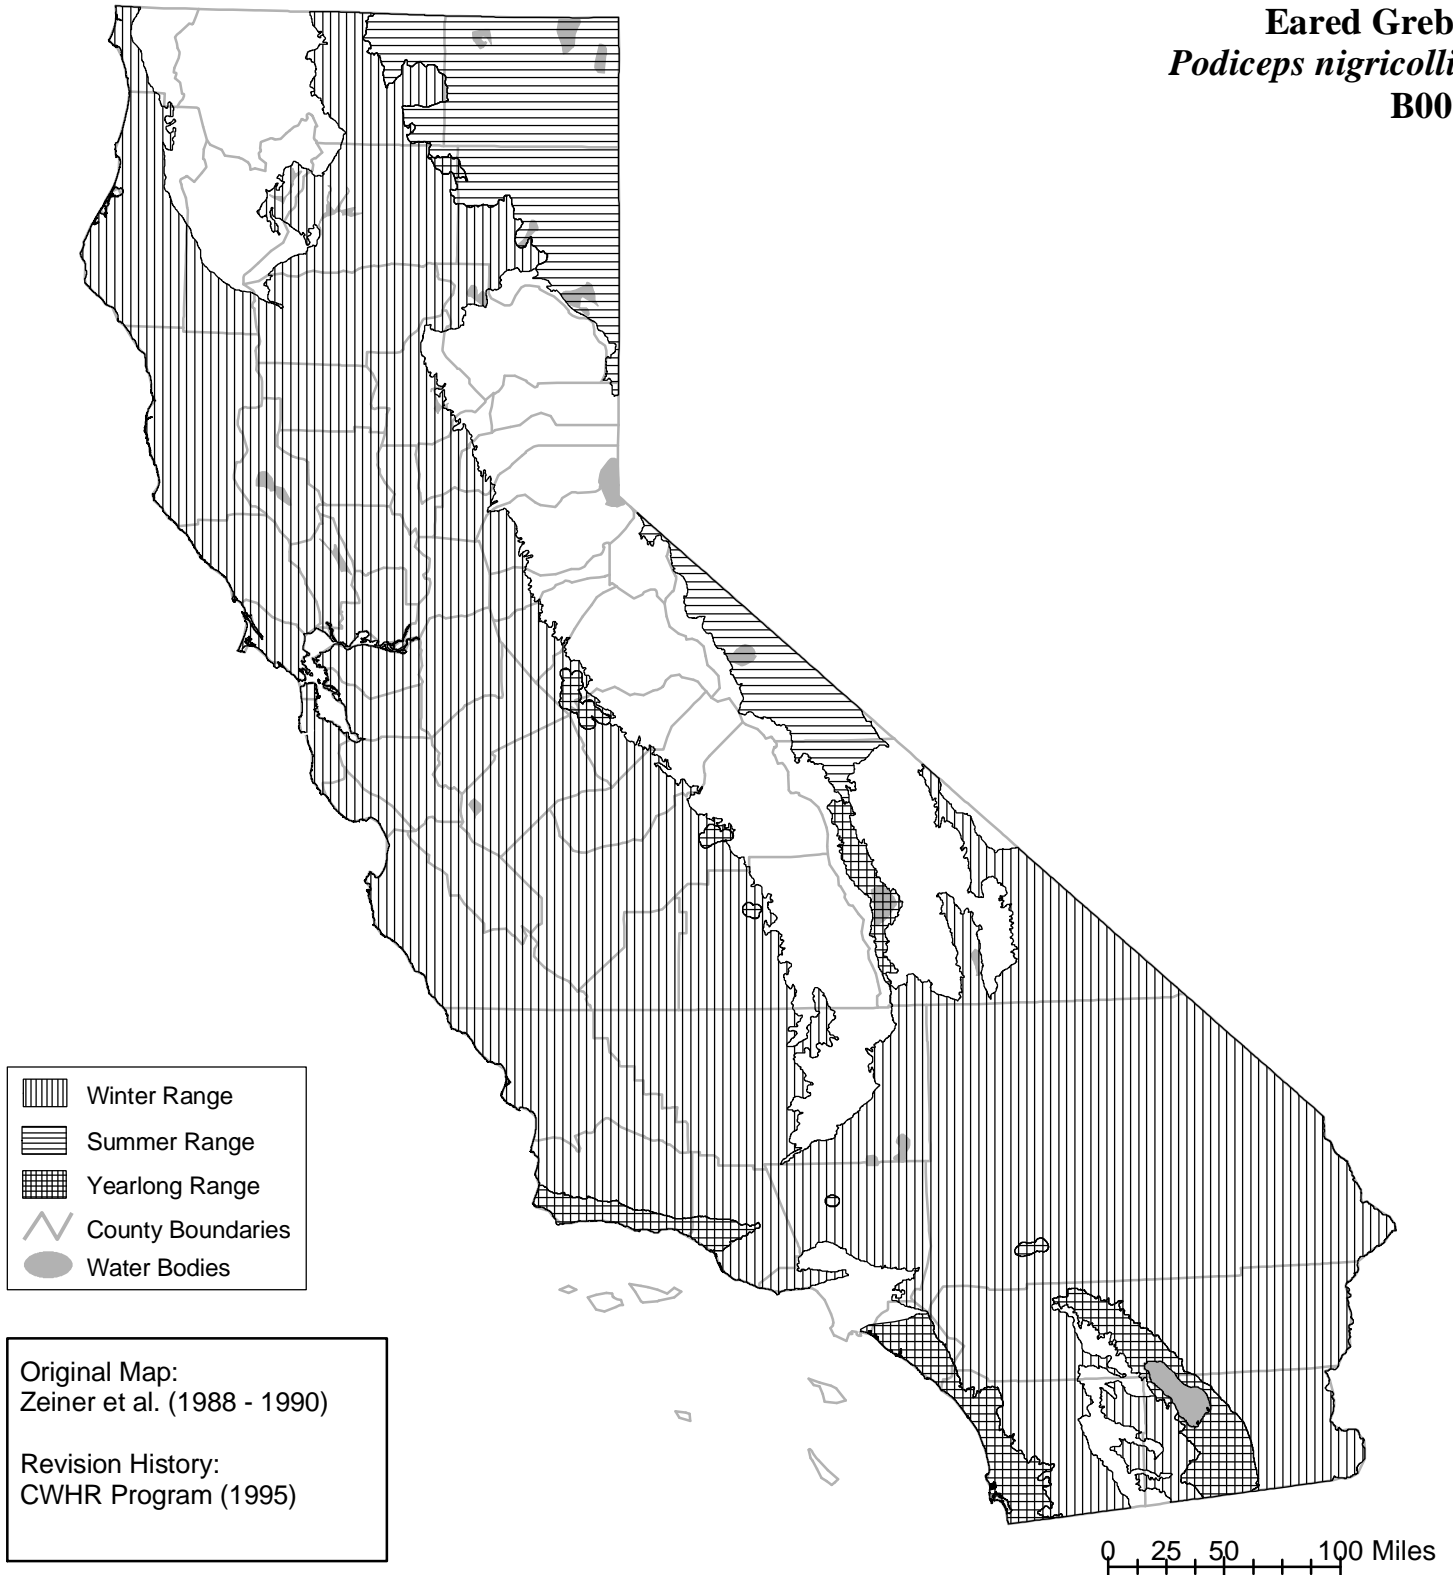 Eared Greb
Podiceps nigricolli
B00
Winter Range
Summer Range
Yearlong Range
County Boundaries
Water Bodies
Original Map:
Zeiner et al. (1988 - 1990)
Revision History:
CWHR Program (1995)
0 25 50 100 Miles